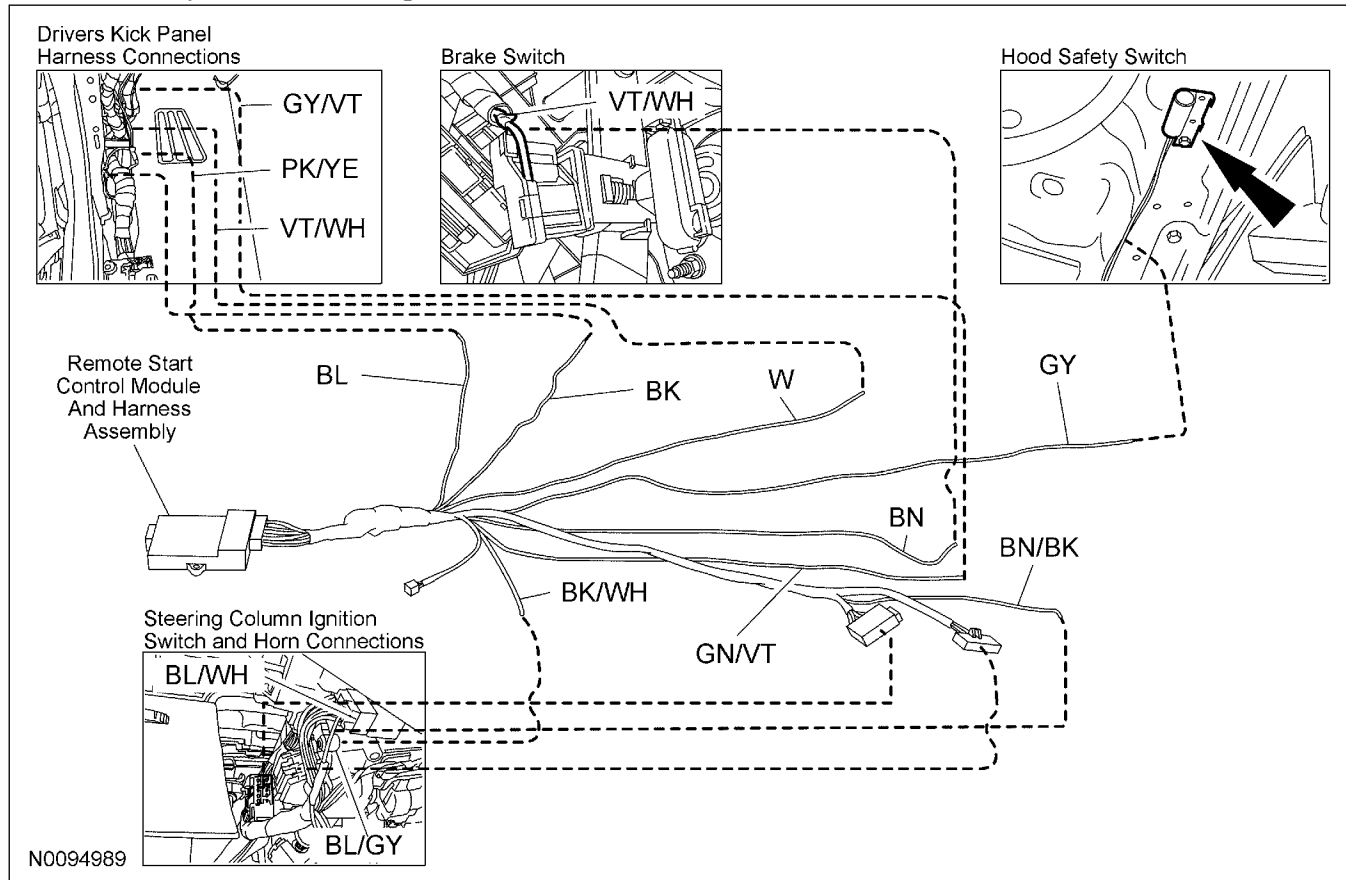 Drivers Kick Panel
Harness Connections
GY/VT
PK/YE
VT/WH
Brake Switch
VT/WH
Hood Safety Switch
Remote Start
Control Module
And Harness
Assembly
BL
BK
W
GY
BN
BN/BK
BK/WH
GN/VT
Steering Column Ignition
Switch and Horn Connections
BL/WH
BL/GY
N0094989